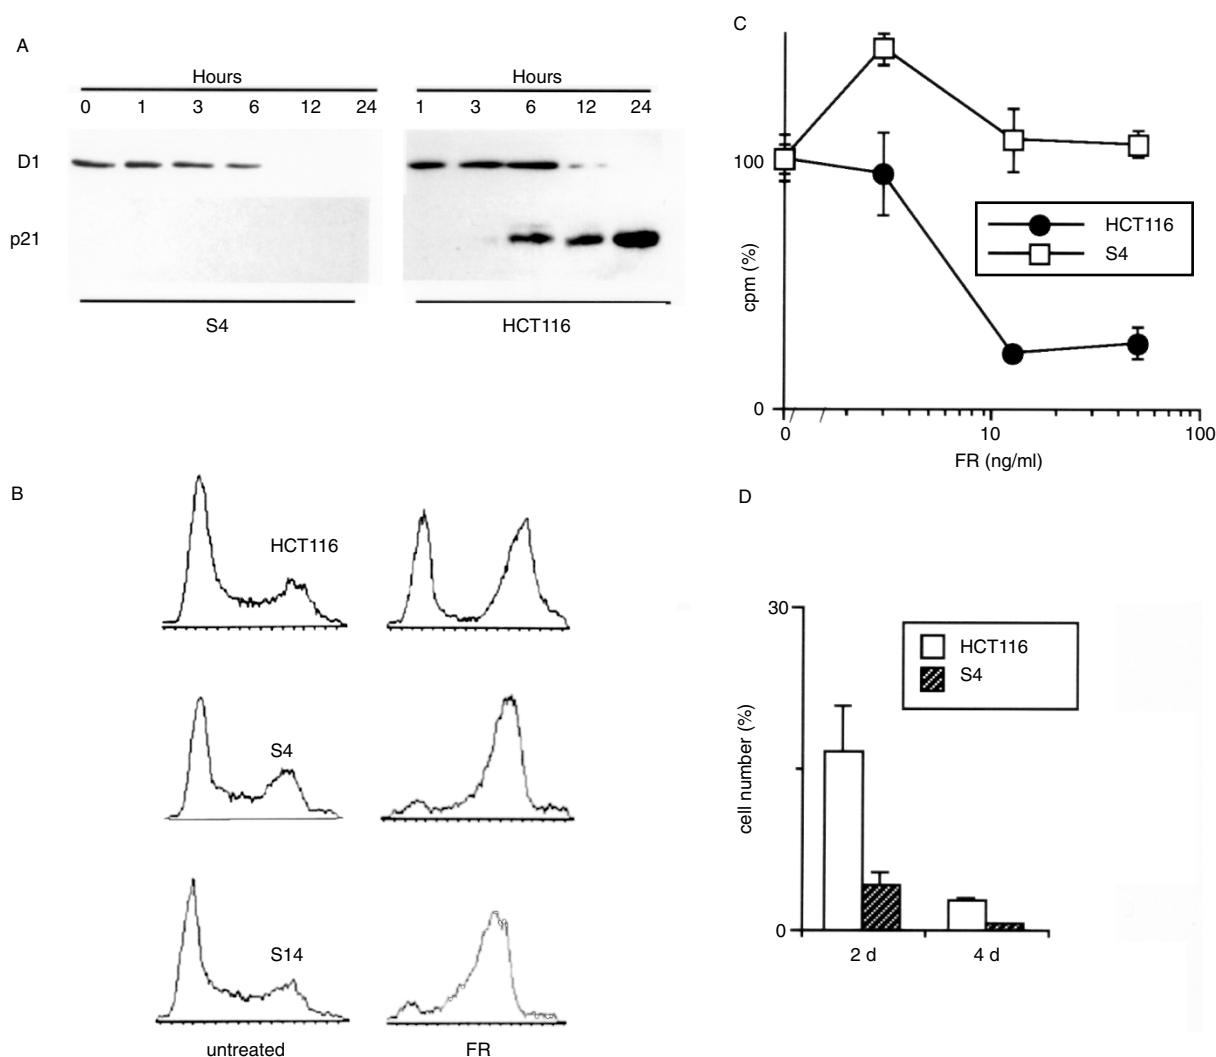 A
Hours
0 1 3 6 12 24
D1
p21
S4
Hours
1 3 6 12 24
HCT116
B
HCT116
S4
S14
untreated
FR
C
100
0
cpm (%)
HCT116
S4
0 10 100
FR (ng/ml)
D
30
0
cell number (%)
HCT116
S4
2 d 4 d